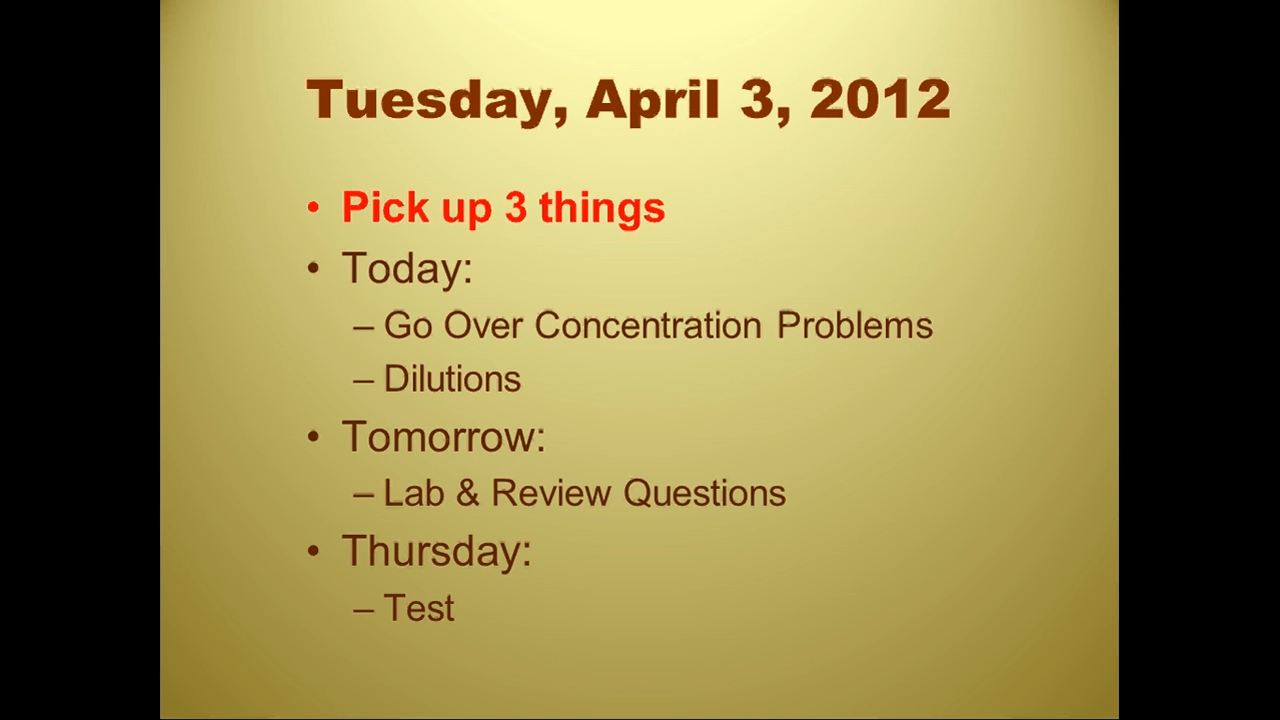 Tuesday, April 3, 2012
• Pick up 3 things
• Today:
– Go Over Concentration Problems
– Dilutions
• Tomorrow:
– Lab & Review Questions
• Thursday:
– Test